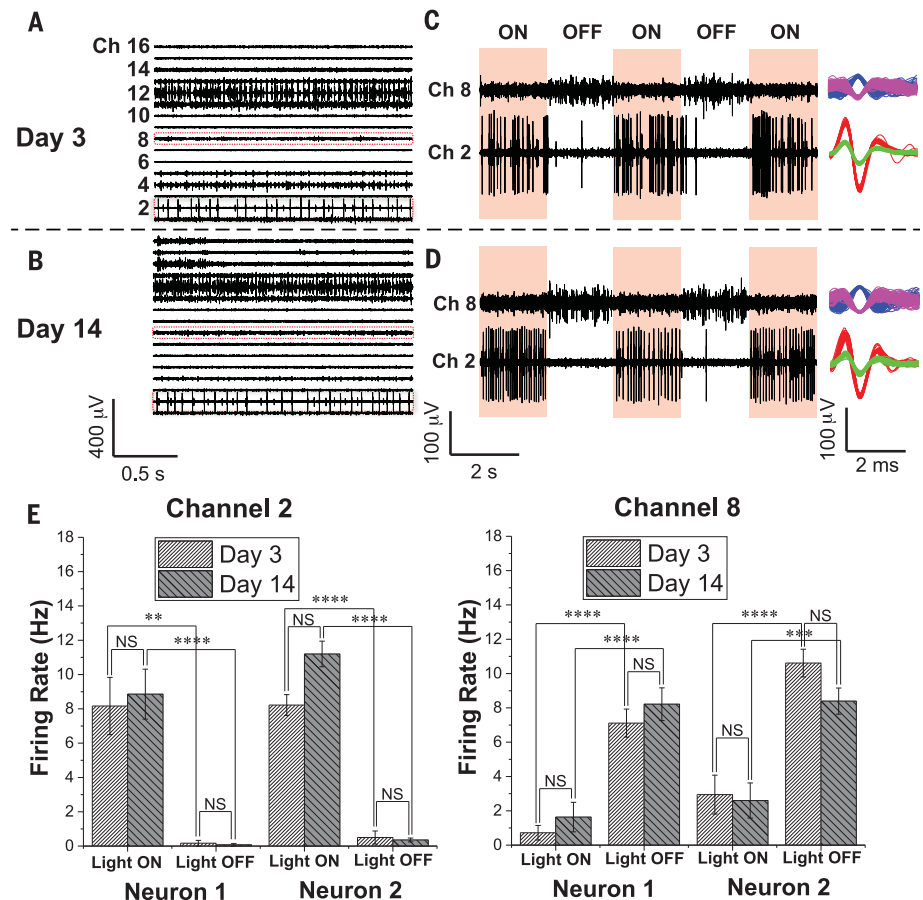 A
Ch 16
14
12
10
8
6
4
2
Day 3
C
ON OFF ON OFF ON
Ch 8
Ch 2
B
Day 14
400 µV
0.5 s
D
Ch 8
Ch 2
100 µV
2 s
100 µV
2 ms
E
Channel 2
Firing Rate (Hz)
18
16
14
12
10
8
6
4
2
0
Day 3
Day 14
**
NS
****
NS
****
NS
****
NS
Light ON Light OFF Light ON Light OFF
Neuron 1 Neuron 2
Channel 8
Firing Rate (Hz)
18
16
14
12
10
8
6
4
2
0
Day 3
Day 14
****
****
NS
NS
****
NS
***
NS
Light ON Light OFF Light ON Light OFF
Neuron 1 Neuron 2